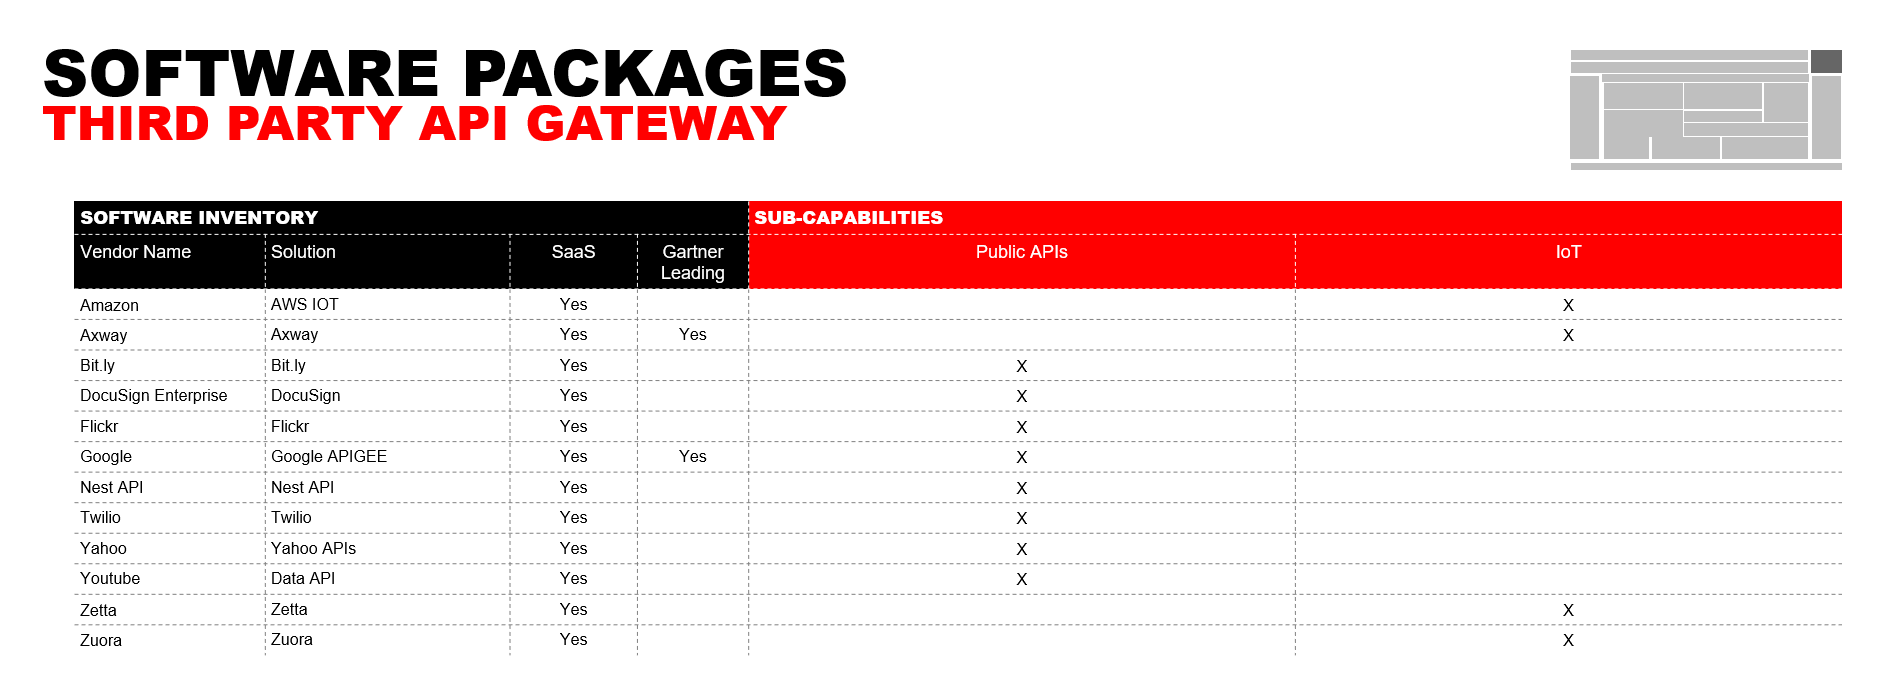 SOFTWARE PACKAGES
THIRD PARTY API GATEWAY
SOFTWARE INVENTORY SUB-CAPABILITIES
Vendor Name Solution SaaS Gartner Leading Public APIs IoT
Amazon AWS IOT Yes X
Axway Axway Yes Yes X
Bit.ly Bit.ly Yes X
DocuSign Enterprise DocuSign Yes X
Flickr Flickr Yes X
Google Google APIGEE Yes Yes X
Nest API Nest API Yes X
Twilio Twilio Yes X
Yahoo Yahoo APIs Yes X
Youtube Data API Yes X
Zetta Zetta Yes X
Zuora Zuora Yes X